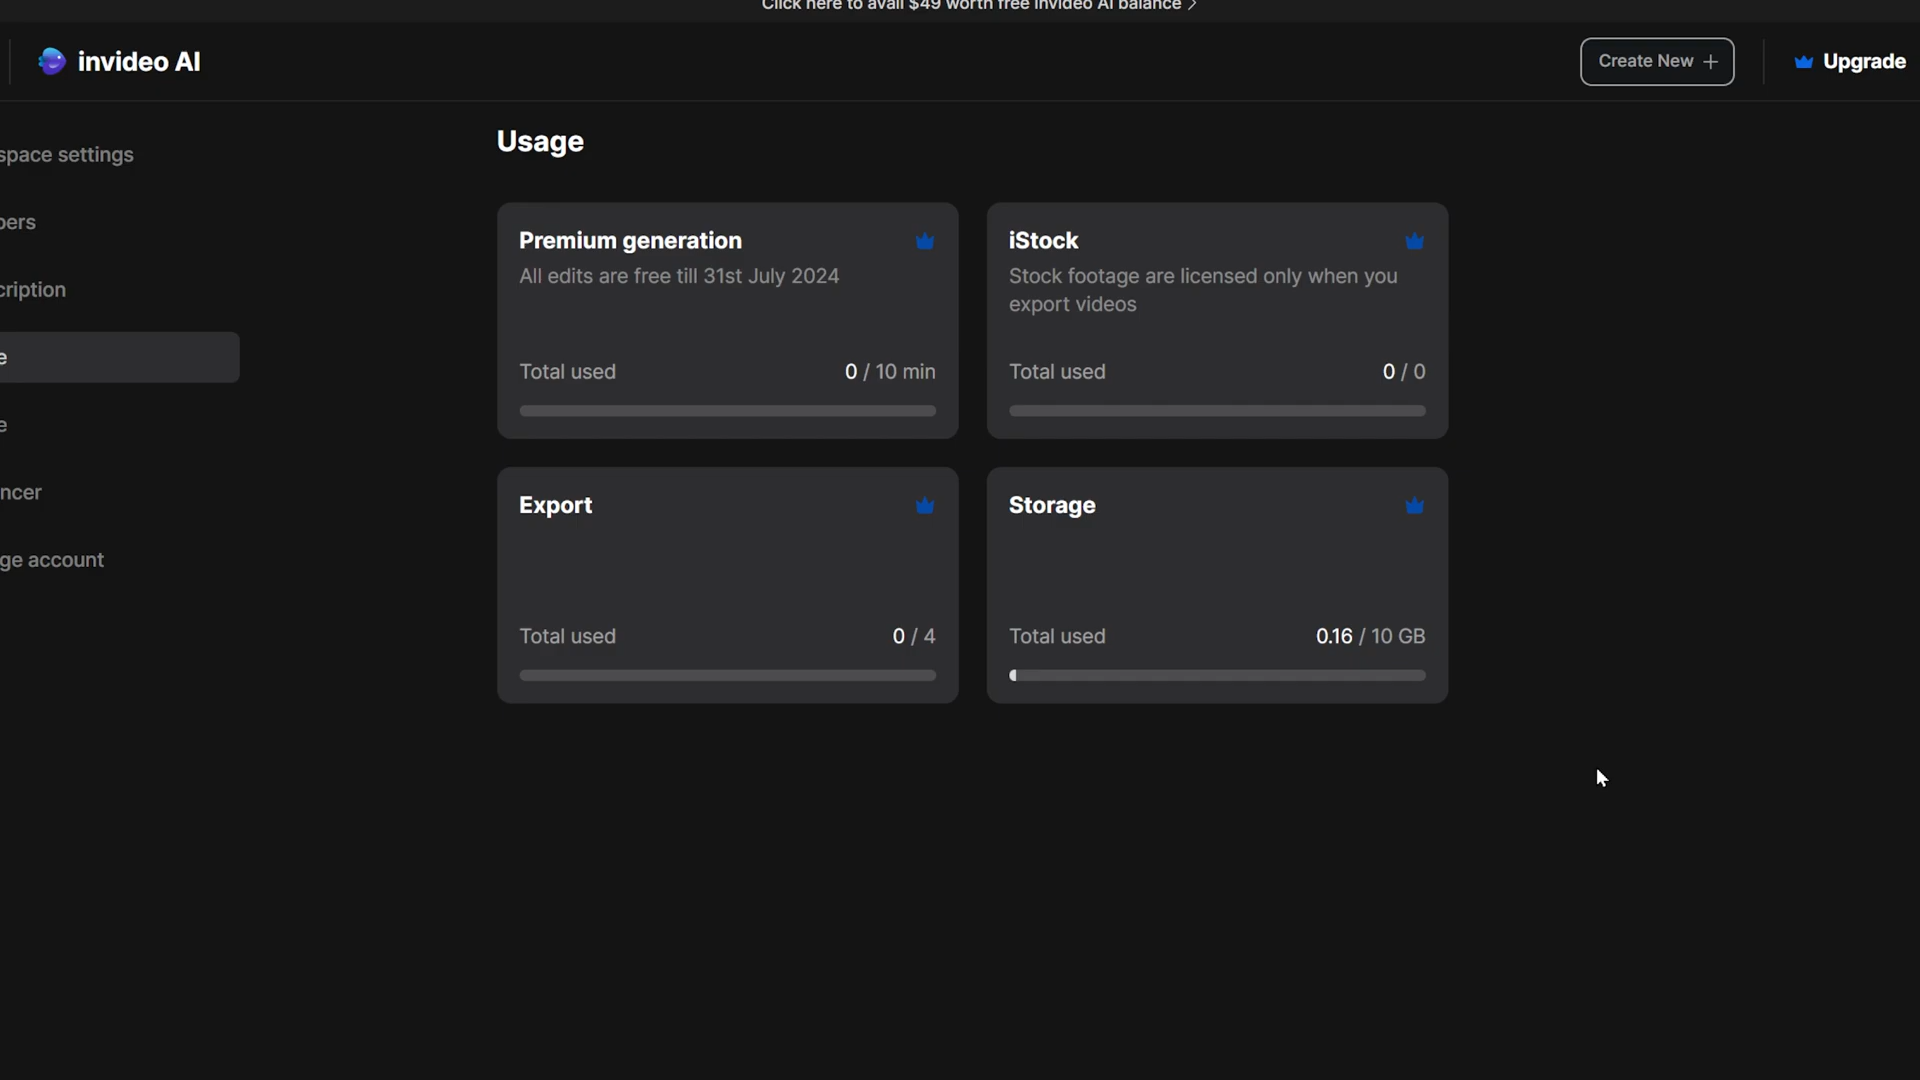 Click here to avail $49 worth free invideo AI balance >
invideo AI
Create New +
Upgrade
space settings
bers
cription
e
e
ncer
ge account
Usage
Premium generation
All edits are free till 31st July 2024
Total used
0 / 10 min
iStock
Stock footage are licensed only when you
export videos
Total used
0 / 0
Export
Total used
0 / 4
Storage
Total used
0.16 / 10 GB